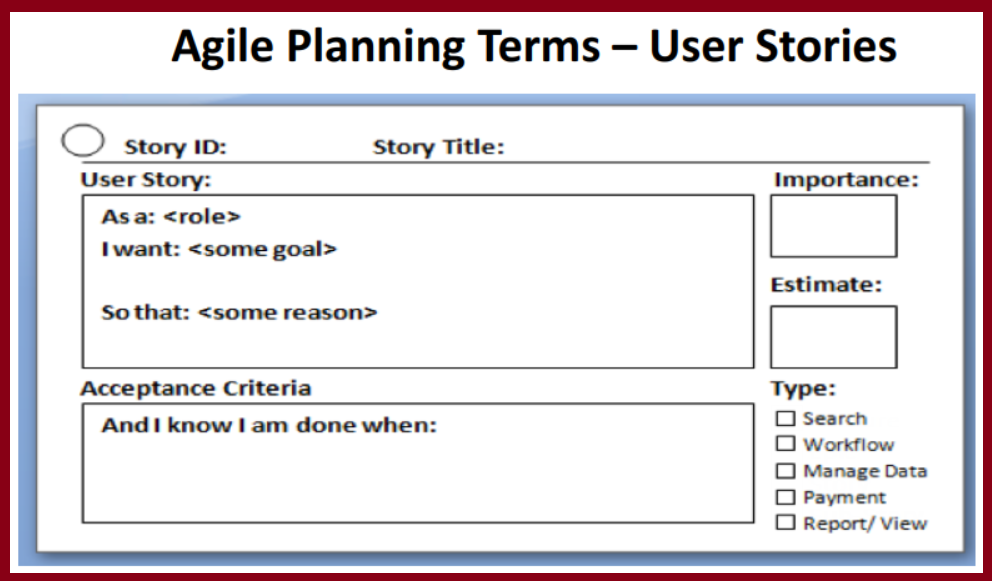 Agile Planning Terms – User Stories
Story ID: Story Title:
User Story:
As a: <role>
I want: <some goal>
So that: <some reason>
Importance:
Estimate:
Acceptance Criteria
And I know I am done when:
Type:
Search
Workflow
Manage Data
Payment
Report/ View